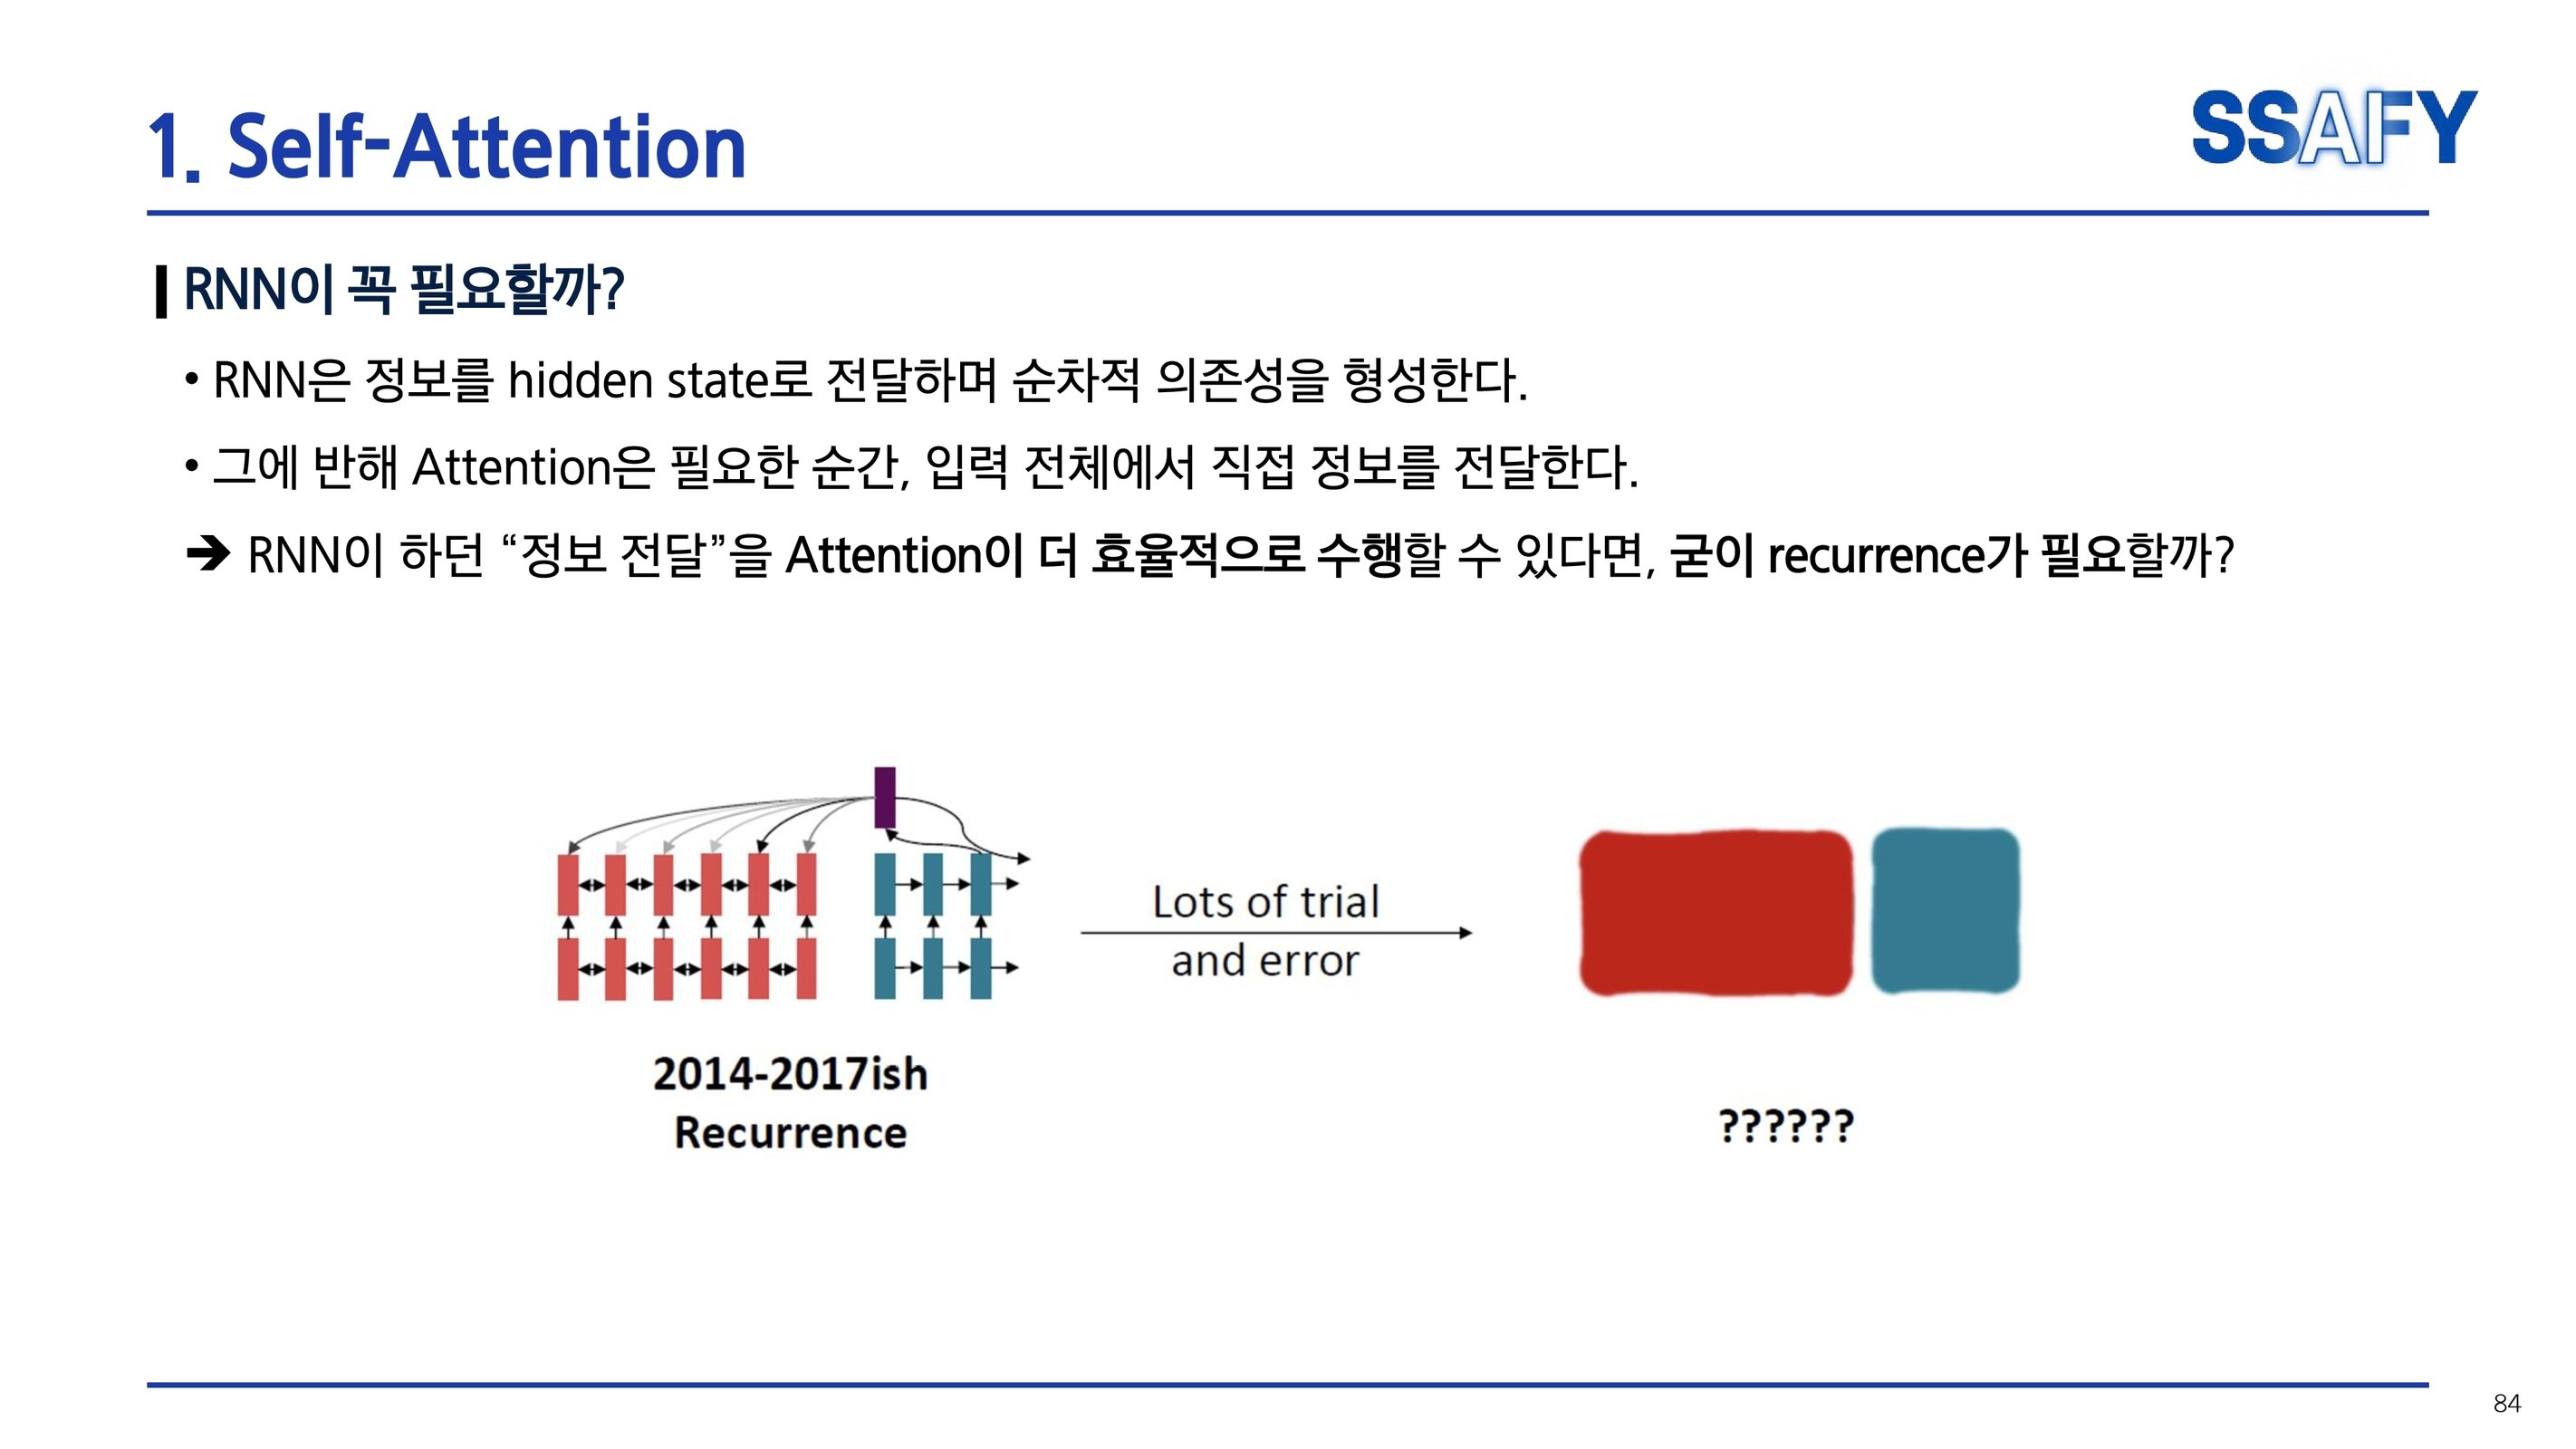 1. Self-Attention
SSAFY
RNN이 꼭 필요할까?
• RNN은 정보를 hidden state로 전달하며 순차적 의존성을 형성한다.
• 그에 반해 Attention은 필요한 순간, 입력 전체에서 직접 정보를 전달한다.
➔ RNN이 하던 “정보 전달”을 Attention이 더 효율적으로 수행할 수 있다면, 굳이 recurrence가 필요할까?
Lots of trial
and error
2014-2017ish
Recurrence
??????
84